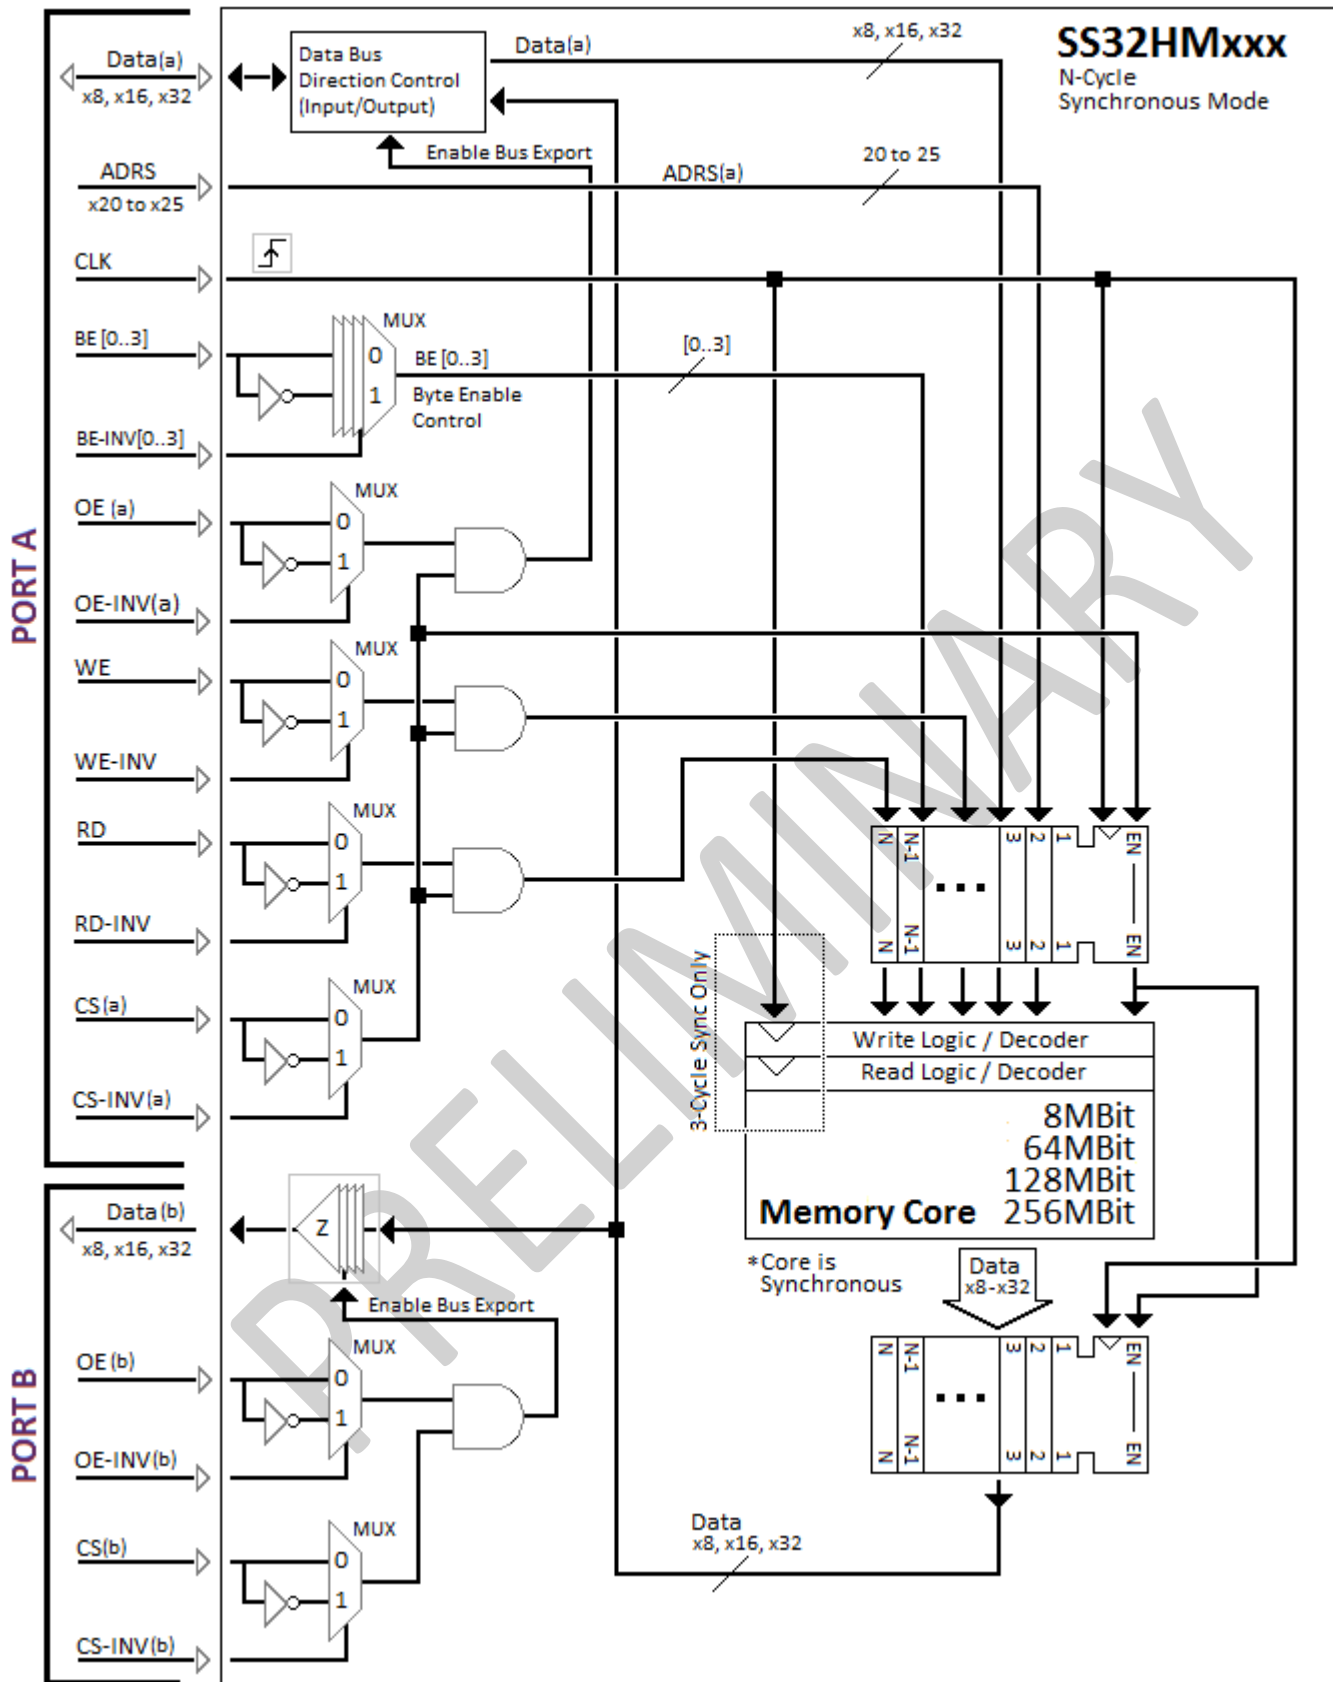 SS32HMxxx
N-Cycle
Synchronous Mode
PORT A
Data(a)
x8, x16, x32
Data Bus
Direction Control
(Input/Output)
Data(a)
x8, x16, x32
Enable Bus Export
ADRS
x20 to x25
ADRS(a)
20 to 25
CLK
BE[0..3]
MUX
0
1
BE[0..3]
Byte Enable
Control
[0..3]
BE-INV[0..3]
OE(a)
MUX
0
1
OE-INV(a)
WE
MUX
0
1
WE-INV
RD
MUX
0
1
RD-INV
CS(a)
MUX
0
1
CS-INV(a)
N
N-1
...
3
2
1
EN
N
N-1
3
2
1
EN
3-Cycle Sync Only
Write Logic / Decoder
Read Logic / Decoder
8MBit
64MBit
128MBit
Memory Core 256MBit
*Core is
Synchronous
Data
x8-x32
PORT B
Data(b)
x8, x16, x32
Z
Enable Bus Export
OE(b)
MUX
0
1
OE-INV(b)
CS(b)
MUX
0
1
CS-INV(b)
N
N-1
...
3
2
1
EN
N
N-1
3
2
1
EN
Data
x8, x16, x32
PRELIMINARY